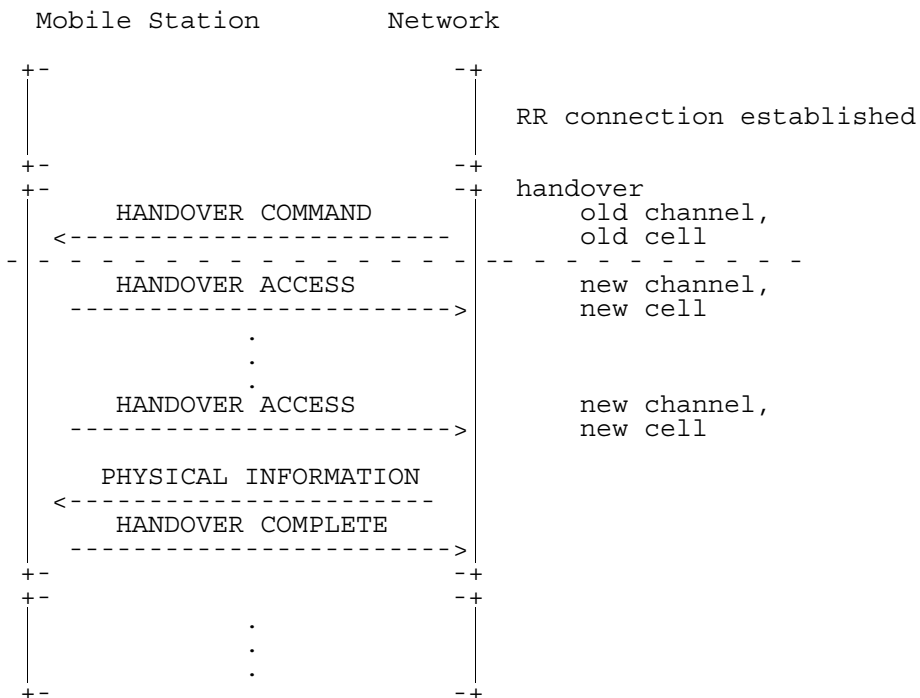 Mobile Station Network
RR connection established
handover
HANDOVER COMMAND old channel,
old cell
HANDOVER ACCESS new channel,
new cell
.
.
.
HANDOVER ACCESS new channel,
new cell
PHYSICAL INFORMATION
HANDOVER COMPLETE
.
.
.